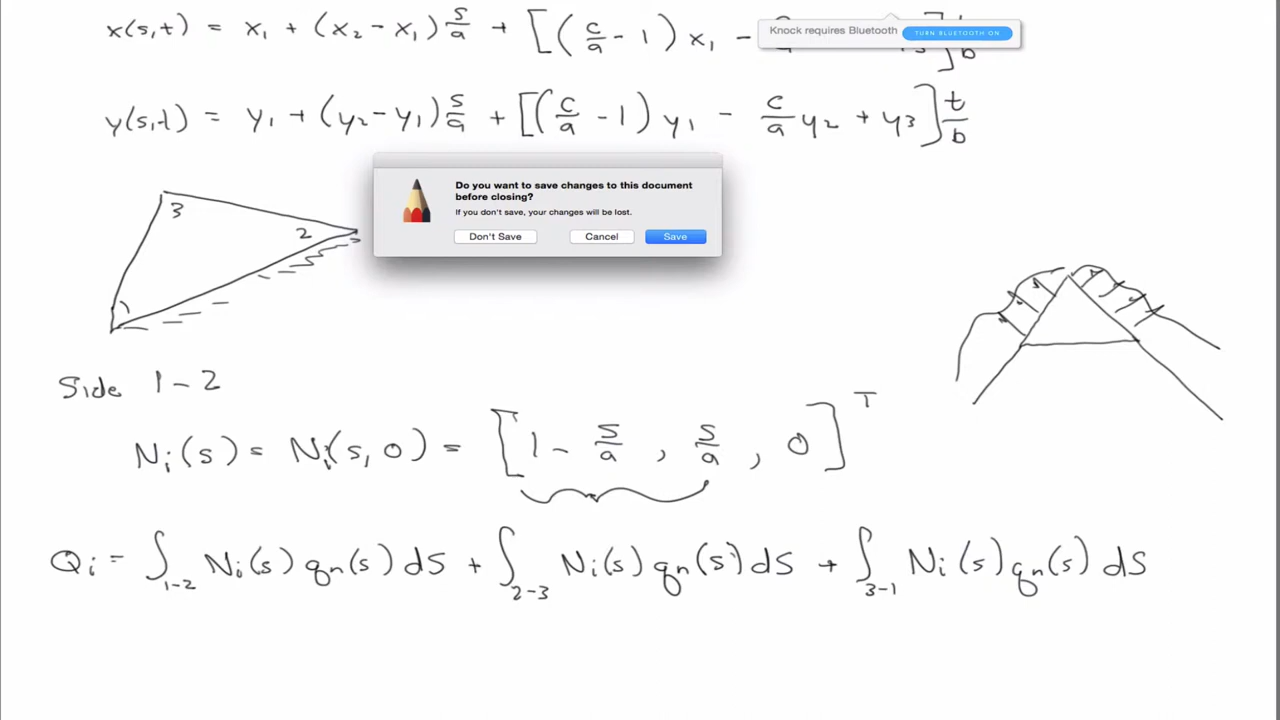 x(s,t) = x₁ + (x₂ - x₁) s/a + [(c/a - 1) x₁ -
Knock requires Bluetooth TURN BLUETOOTH ON
y(s,t) = y₁ + (y₂ - y₁) s/a + [(c/a - 1) y₁ - c/a y₂ + y₃] t/b
Do you want to save changes to this document
before closing?
If you don't save, your changes will be lost.
Don't Save Cancel Save
3
2
1
Side 1-2
Nᵢ(s) = Nᵢ(s, 0) = [1 - s/a , s/a , 0]ᵀ
Qᵢ = ∫₁₋₂ Nᵢ(s) qₙ(s) dS + ∫₂₋₃ Nᵢ(s) qₙ(s) dS + ∫₃₋₁ Nᵢ(s) qₙ(s) dS